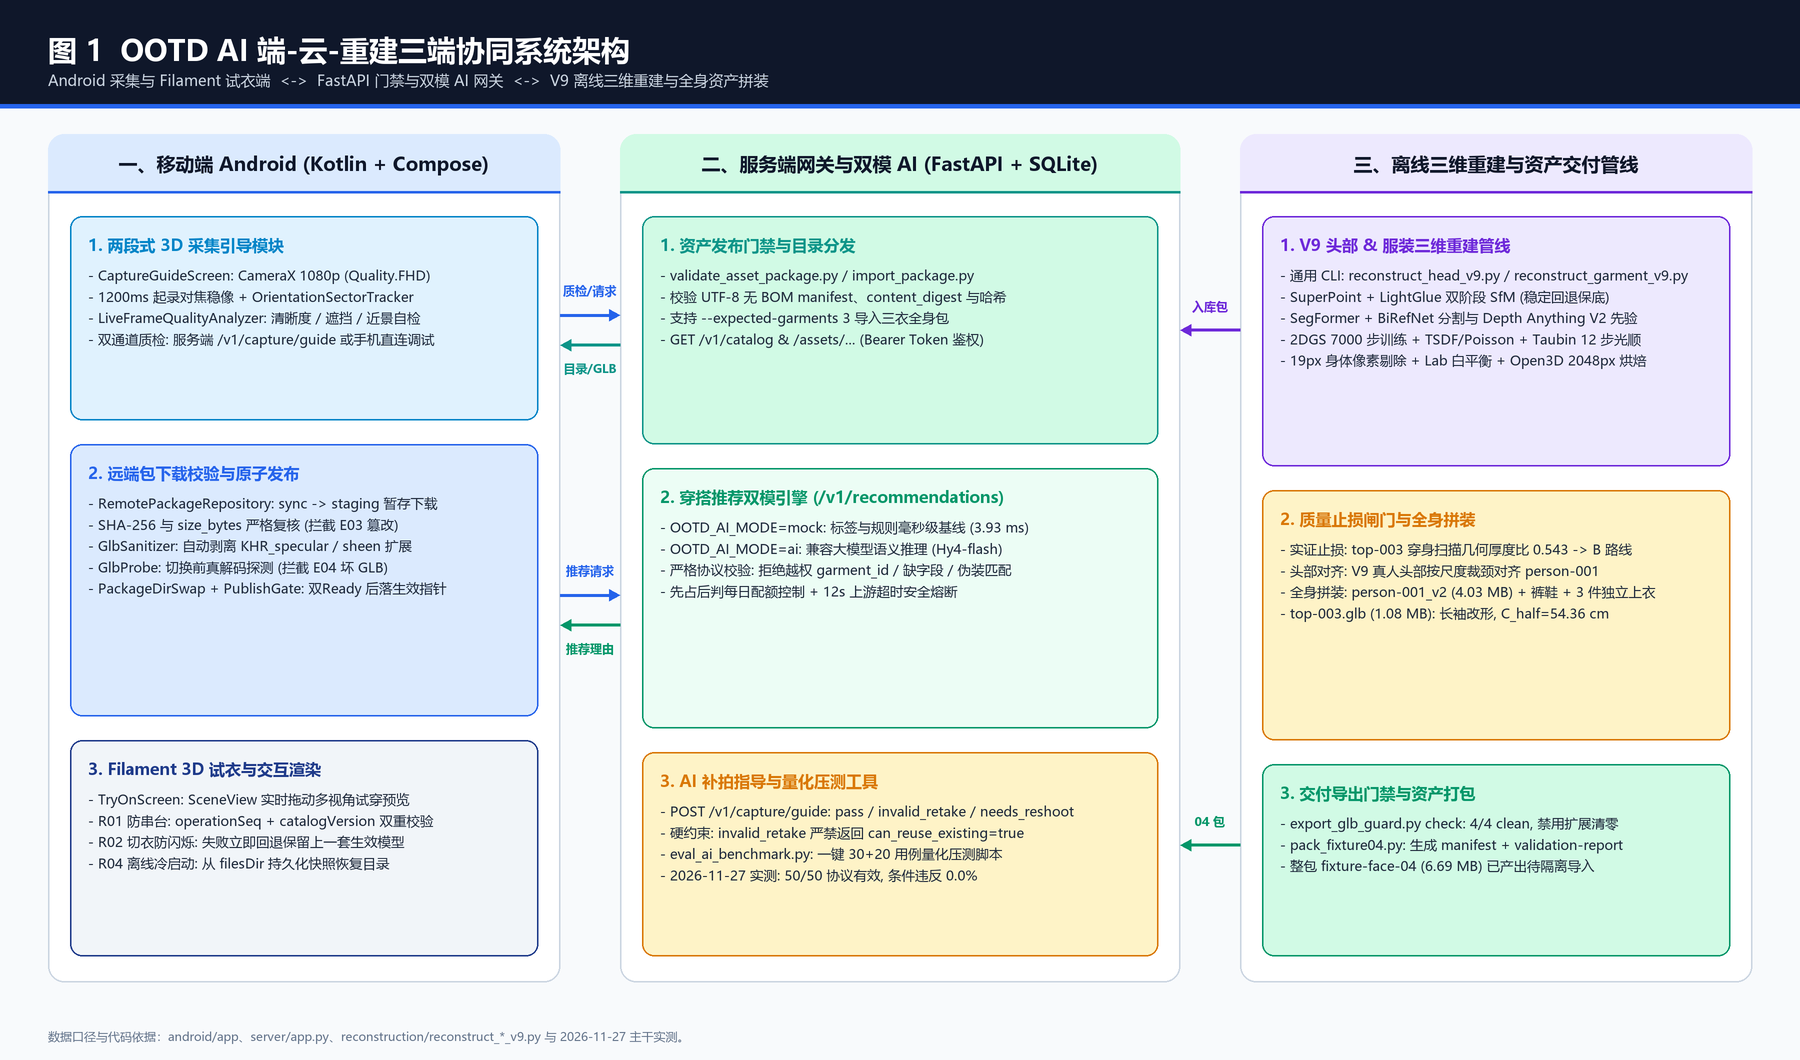 图 1 OOTD AI 端-云-重建三端协同系统架构
Android 采集与 Filament 试衣端 <-> FastAPI 门禁与双模 AI 网关 <-> V9 离线三维重建与全身资产拼装
一、移动端 Android (Kotlin + Compose)
1. 两段式 3D 采集引导模块
- CaptureGuideScreen: CameraX 1080p (Quality.FHD)
- 1200ms 起录对焦稳像 + OrientationSectorTracker
- LiveFrameQualityAnalyzer: 清晰度 / 遮挡 / 近景自检
- 双通道质检: 服务端 /v1/capture/guide 或手机直连调试
2. 远端包下载校验与原子发布
- RemotePackageRepository: sync -> staging 暂存下载
- SHA-256 与 size_bytes 严格复核 (拦截 E03 篡改)
- GlbSanitizer: 自动剥离 KHR_specular / sheen 扩展
- GlbProbe: 切换前真解码探测 (拦截 E04 坏 GLB)
- PackageDirSwap + PublishGate: 双Ready 后落生效指针
3. Filament 3D 试衣与交互渲染
- TryOnScreen: SceneView 实时拖动多视角试穿预览
- R01 防串台: operationSeq + catalogVersion 双重校验
- R02 切衣防闪烁: 失败立即回退保留上一套生效模型
- R04 离线冷启动: 从 filesDir 持久化快照恢复目录
质检/请求
目录/GLB
推荐请求
推荐理由
二、服务端网关与双模 AI (FastAPI + SQLite)
1. 资产发布门禁与目录分发
- validate_asset_package.py / import_package.py
- 校验 UTF-8 无 BOM manifest、content_digest 与哈希
- 支持 --expected-garments 3 导入三衣全身包
- GET /v1/catalog & /assets/... (Bearer Token 鉴权)
2. 穿搭推荐双模引擎 (/v1/recommendations)
- OOTD_AI_MODE=mock: 标签与规则毫秒级基线 (3.93 ms)
- OOTD_AI_MODE=ai: 兼容大模型语义推理 (Hy4-flash)
- 严格协议校验: 拒绝越权 garment_id / 缺字段 / 伪装匹配
- 先占后判每日配额控制 + 12s 上游超时安全熔断
3. AI 补拍指导与量化压测工具
- POST /v1/capture/guide: pass / invalid_retake / needs_reshoot
- 硬约束: invalid_retake 严禁返回 can_reuse_existing=true
- eval_ai_benchmark.py: 一键 30+20 用例量化压测脚本
- 2026-11-27 实测: 50/50 协议有效, 条件违反 0.0%
入库包
04 包
三、离线三维重建与资产交付管线
1. V9 头部 & 服装三维重建管线
- 通用 CLI: reconstruct_head_v9.py / reconstruct_garment_v9.py
- SuperPoint + LightGlue 双阶段 SfM (稳定回退保底)
- SegFormer + BiRefNet 分割与 Depth Anything V2 先验
- 2DGS 7000 步训练 + TSDF/Poisson + Taubin 12 步光顺
- 19px 身体像素剔除 + Lab 白平衡 + Open3D 2048px 烘焙
2. 质量止损闸门与全身拼装
- 实证止损: top-003 穿身扫描几何厚度比 0.543 -> B 路线
- 头部对齐: V9 真人头部按尺度裁颈对齐 person-001
- 全身拼装: person-001_v2 (4.03 MB) + 裤鞋 + 3 件独立上衣
- top-003.glb (1.08 MB): 长袖改形, C_half=54.36 cm
3. 交付导出门禁与资产打包
- export_glb_guard.py check: 4/4 clean, 禁用扩展清零
- pack_fixture04.py: 生成 manifest + validation-report
- 整包 fixture-face-04 (6.69 MB) 已产出待隔离导入
数据口径与代码依据：android/app、server/app.py、reconstruction/reconstruct_*_v9.py 与 2026-11-27 主干实测。